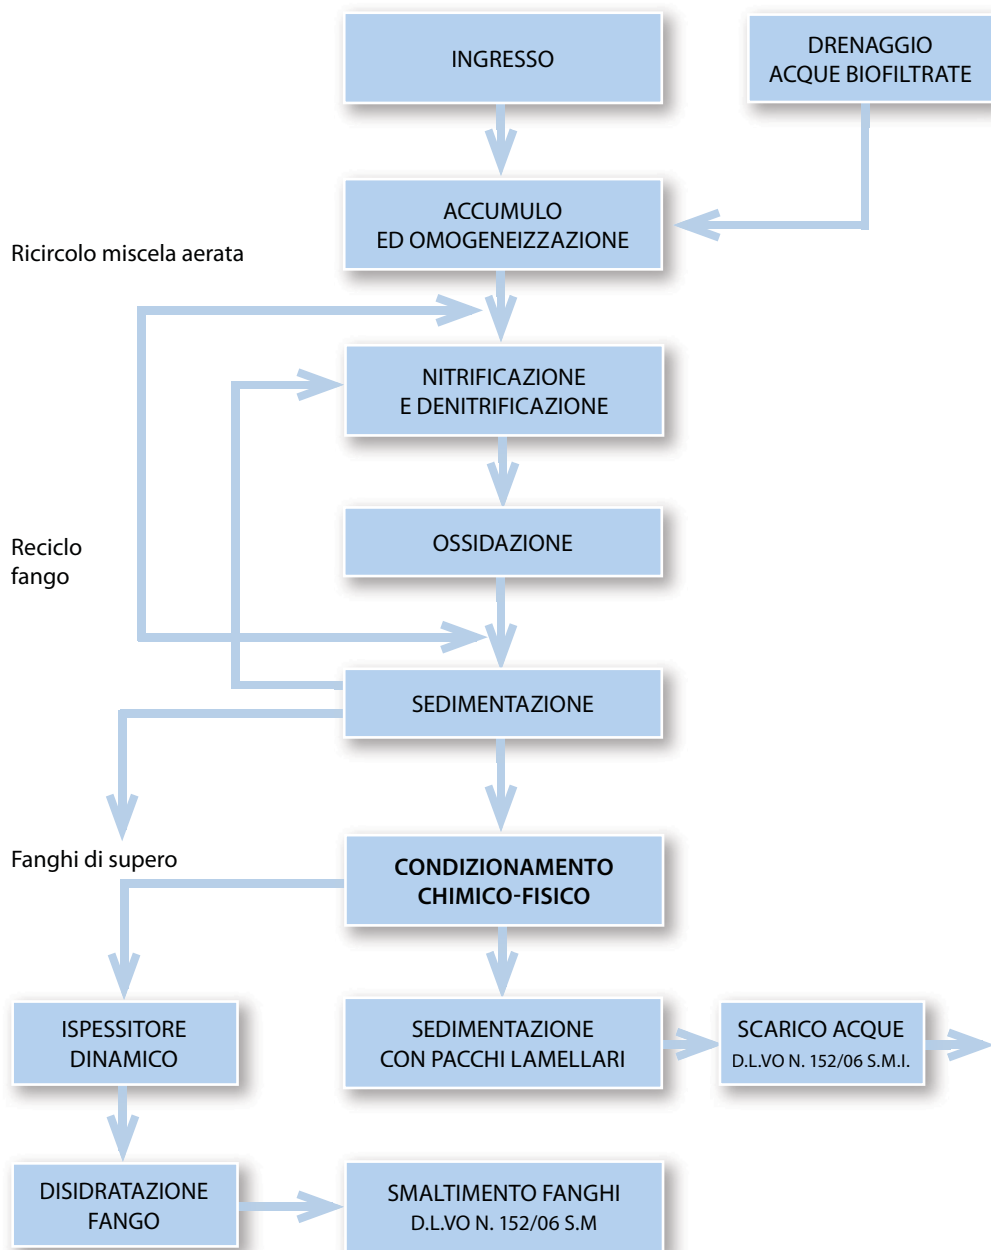 INGRESSO
DRENAGGIO
ACQUE BIOFILTRATE
ACCUMULO
ED OMOGENEIZZAZIONE
Ricircolo miscela aerata
NITRIFICAZIONE
E DENITRIFICAZIONE
OSSIDAZIONE
Reciclo
fango
SEDIMENTAZIONE
Fanghi di supero
CONDIZIONAMENTO
CHIMICO-FISICO
ISPESSITORE
DINAMICO
SEDIMENTAZIONE
CON PACCHI LAMELLARI
SCARICO ACQUE
D.L.VO N. 152/06 S.M.I.
DISIDRATAZIONE
FANGO
SMALTIMENTO FANGHI
D.L.VO N. 152/06 S.M